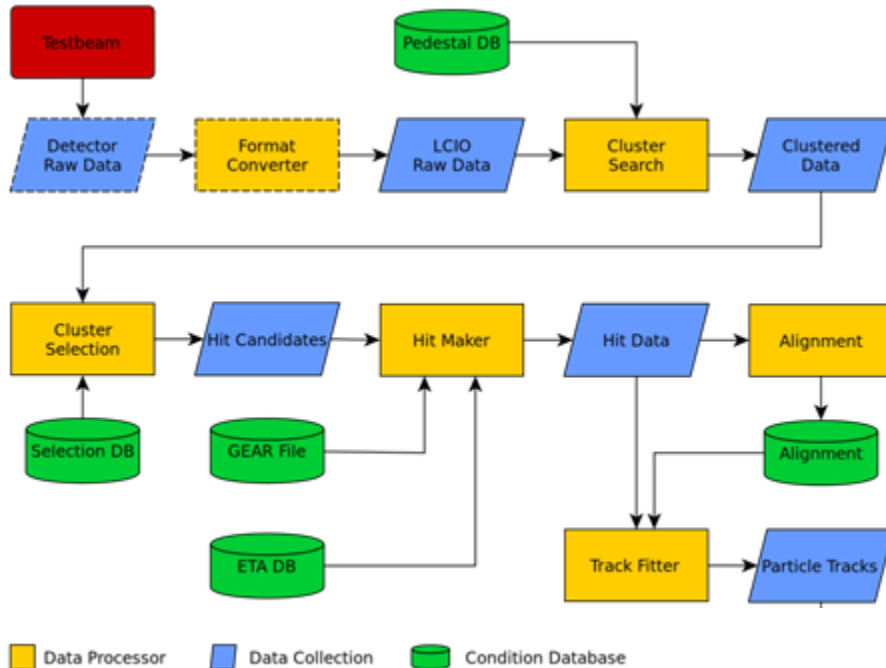 Testbeam
Pedestal DB
Detector
Raw Data
Format
Converter
LCIO
Raw Data
Cluster
Search
Clustered
Data
Cluster
Selection
Hit Candidates
Hit Maker
Hit Data
Alignment
Selection DB
GEAR File
Alignment
ETA DB
Track Fitter
Particle Tracks
Data Processor
Data Collection
Condition Database